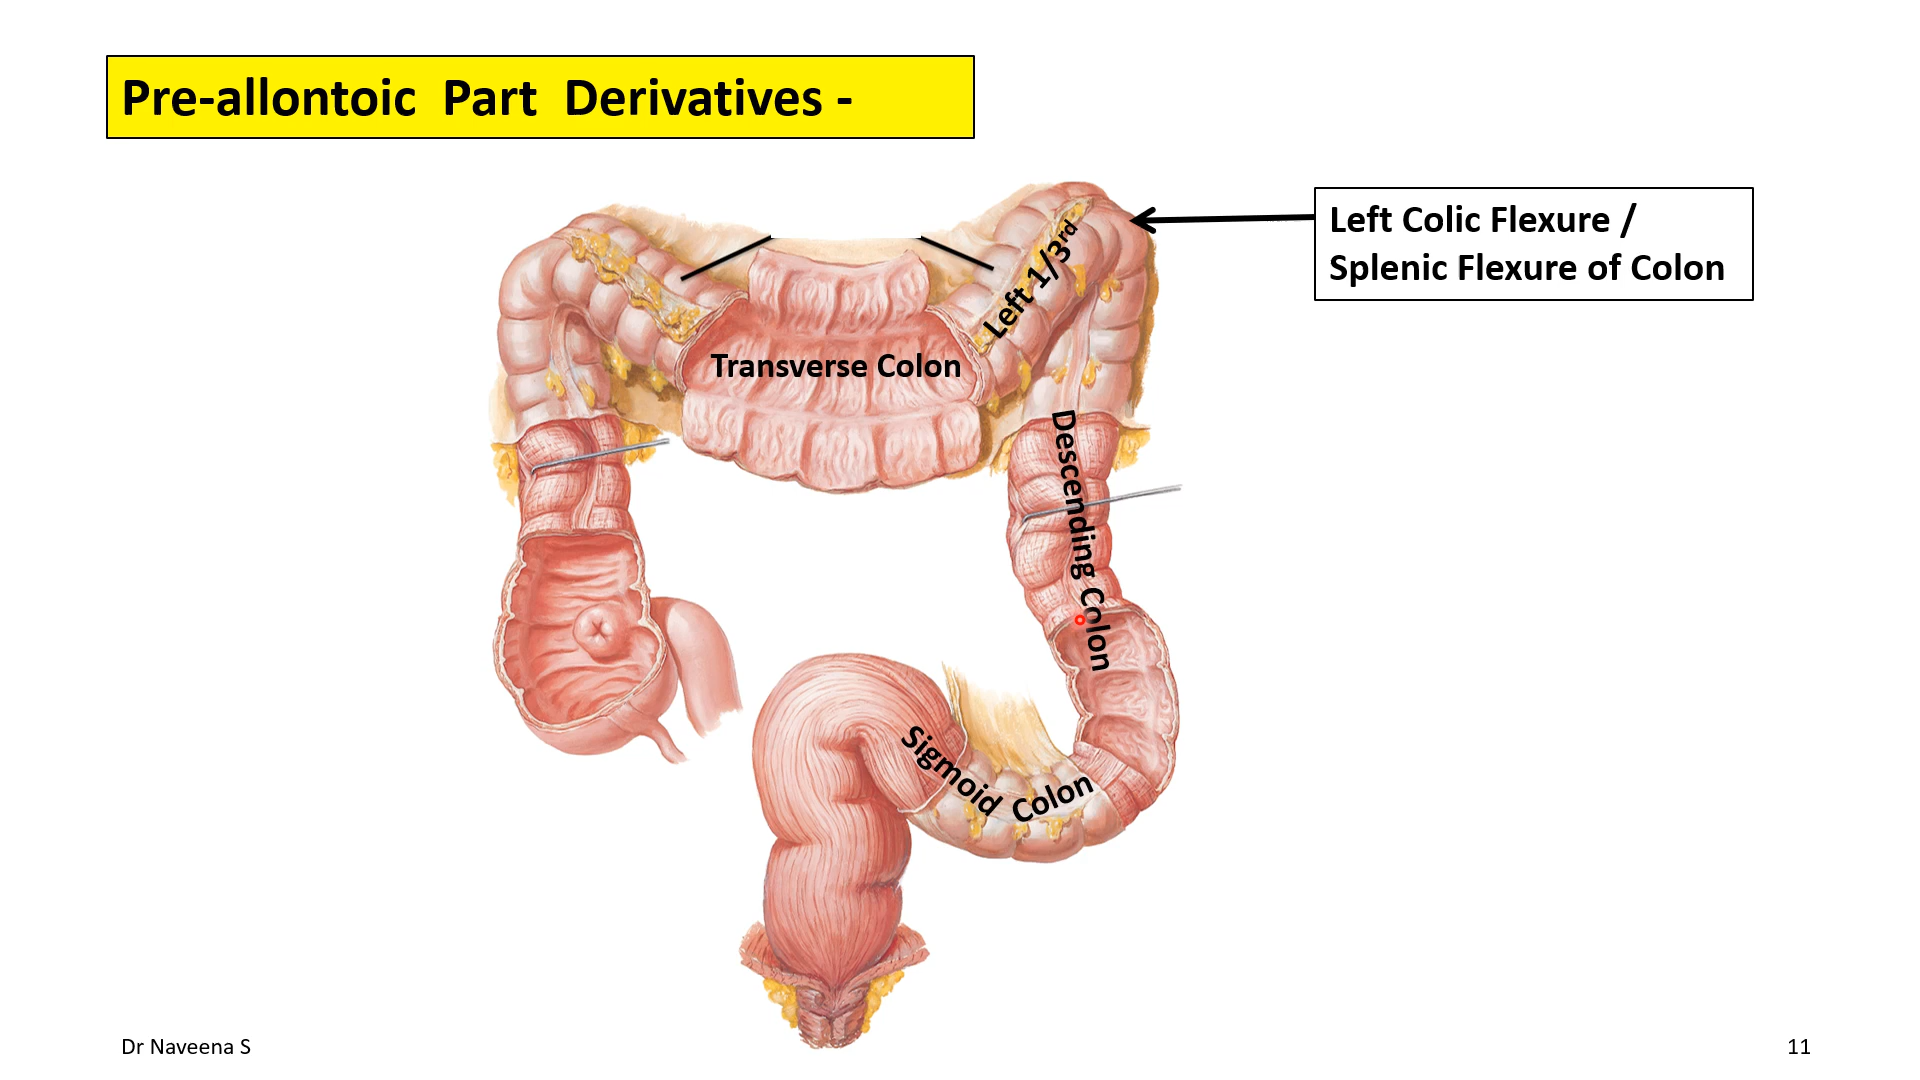 Pre-allontoic Part Derivatives -
Left Colic Flexure /
Splenic Flexure of Colon
Left 1/3rd
Transverse Colon
Descending Colon
Sigmoid Colon
Dr Naveena S
11